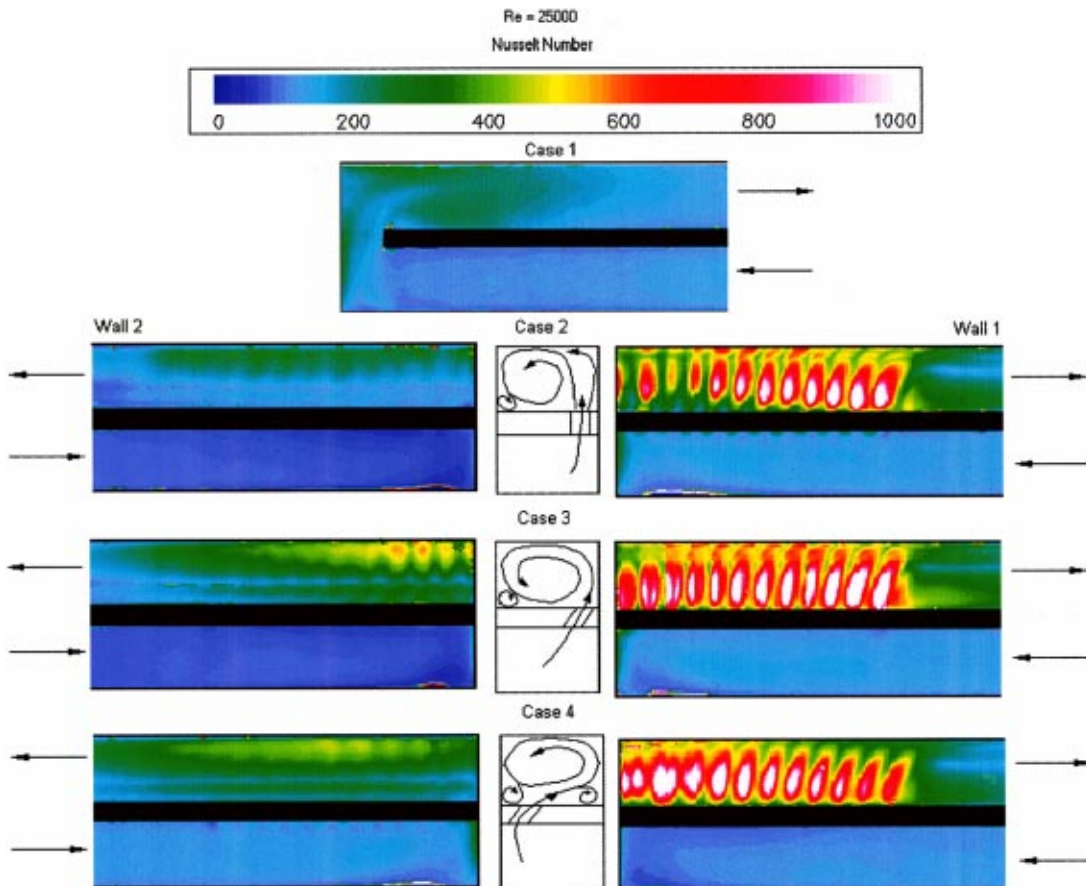 Re = 25000
Nusselt Number
0 200 400 600 800 1000
Case 1
Wall 2 Case 2 Wall 1
Case 3
Case 4